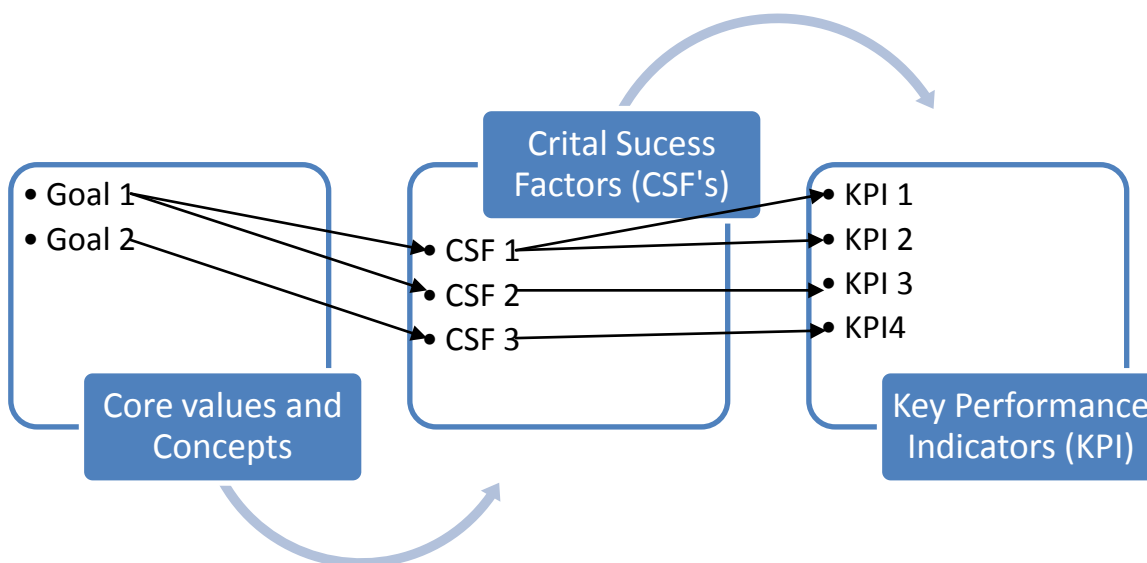 • Goal 1
• Goal 2
Core values and
Concepts
Crital Sucess
Factors (CSF's)
• CSF 1
• CSF 2
• CSF 3
• KPI 1
• KPI 2
• KPI 3
• KPI4
Key Performance
Indicators (KPI)